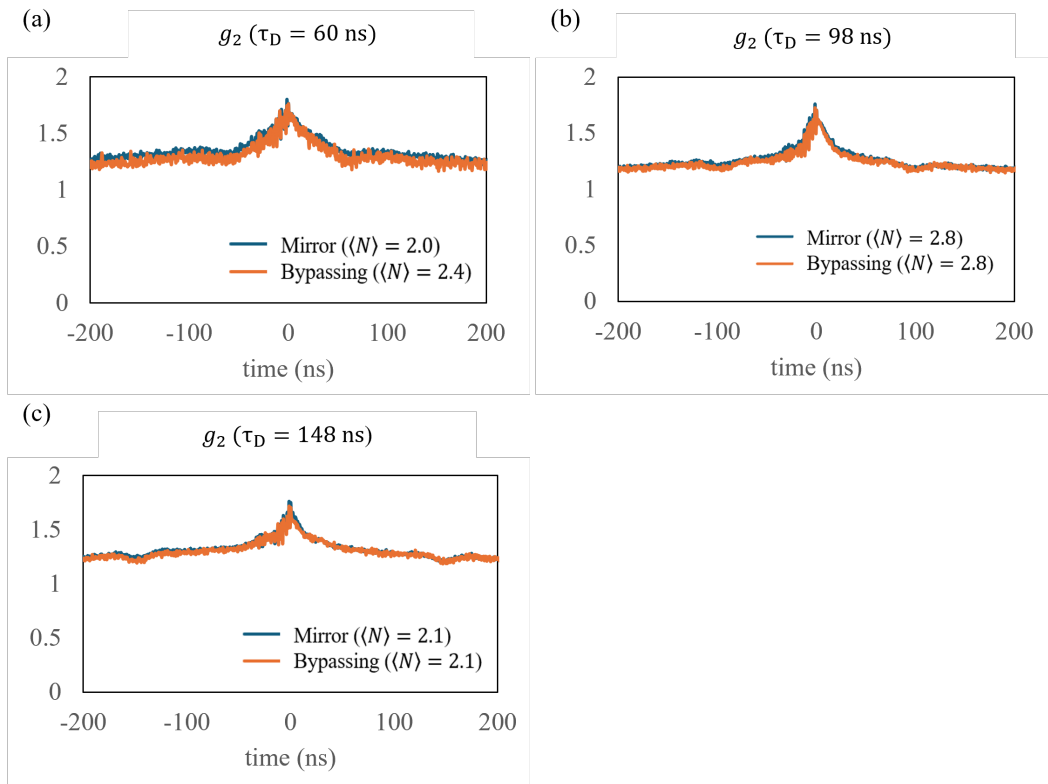 (a)
g₂ (τ_D = 60 ns)
2
1.5
1
0.5
0
Mirror (⟨N⟩ = 2.0)
Bypassing (⟨N⟩ = 2.4)
-200 -100 0 100 200
time (ns)
(b)
g₂ (τ_D = 98 ns)
2
1.5
1
0.5
0
Mirror (⟨N⟩ = 2.8)
Bypassing (⟨N⟩ = 2.8)
-200 -100 0 100 200
time (ns)
(c)
g₂ (τ_D = 148 ns)
2
1.5
1
0.5
0
Mirror (⟨N⟩ = 2.1)
Bypassing (⟨N⟩ = 2.1)
-200 -100 0 100 200
time (ns)